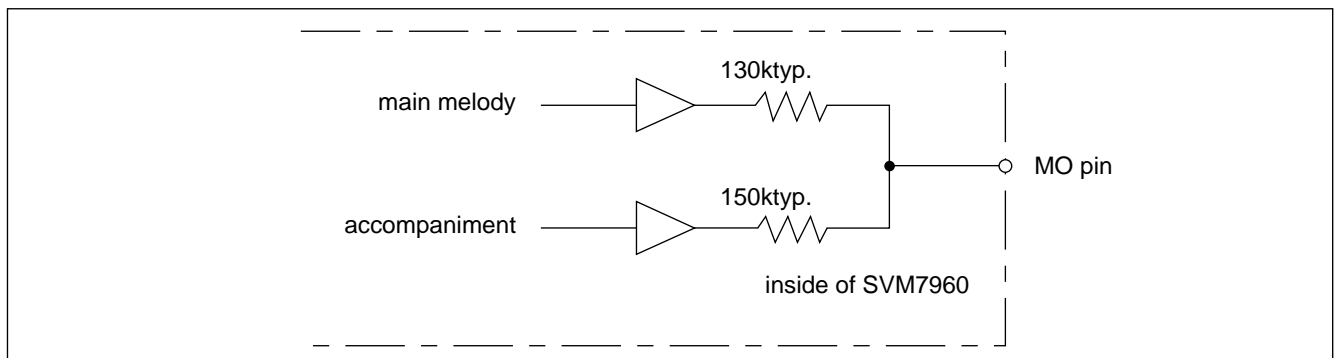 130ktyp.
main melody
MO pin
150ktyp.
accompaniment
inside of SVM7960